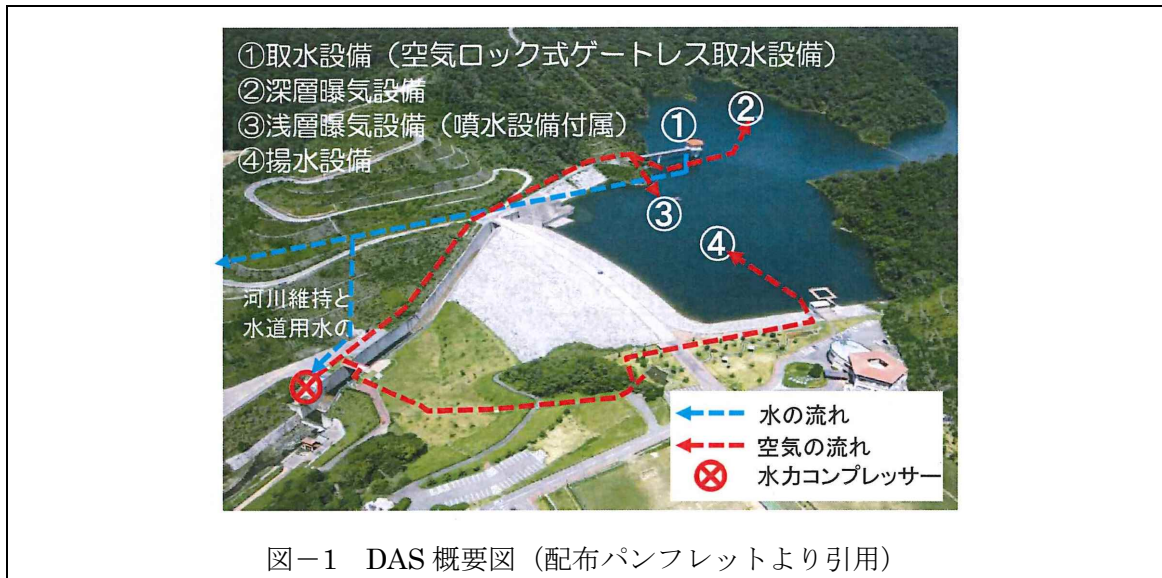 ①取水設備（空気ロック式ゲートレス取水設備）
②深層曝気設備
③浅層曝気設備（噴水設備付属）
④揚水設備
①
②
③
④
河川維持と
水道用水の
水の流れ
空気の流れ
水力コンプレッサー
図－1 DAS 概要図（配布パンフレットより引用）